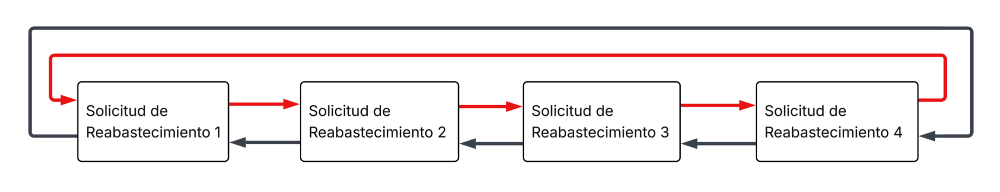 Solicitud de
Reabastecimiento 1
Solicitud de
Reabastecimiento 2
Solicitud de
Reabastecimiento 3
Solicitud de
Reabastecimiento 4